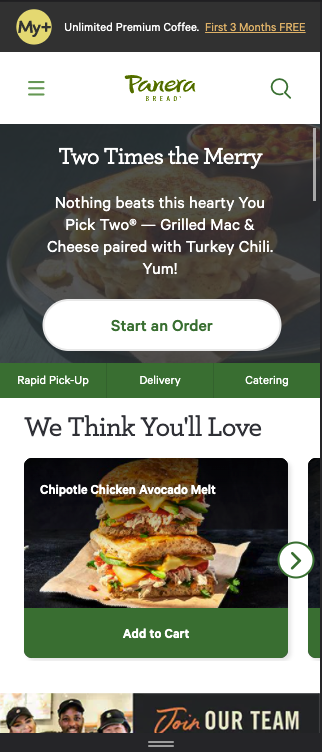 My+ Unlimited Premium Coffee. First 3 Months FREE
Panera
BREAD®
Two Times the Merry
Nothing beats this hearty You
Pick Two® — Grilled Mac &
Cheese paired with Turkey Chili.
Yum!
Start an Order
Rapid Pick-Up Delivery Catering
We Think You'll Love
Chipotle Chicken Avocado Melt
Add to Cart
Join OUR TEAM